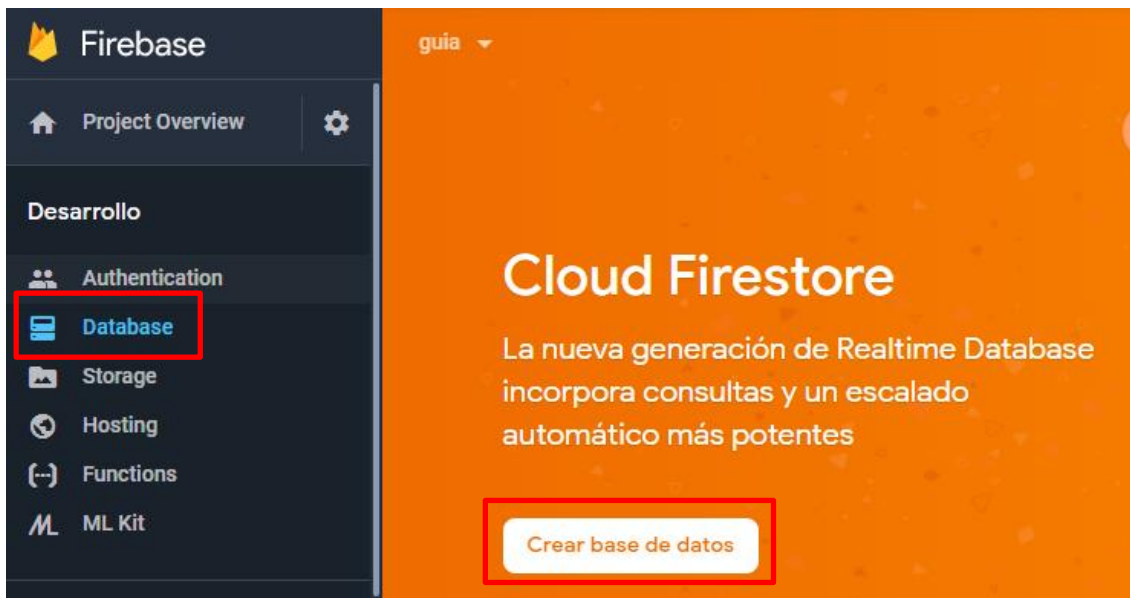 Firebase
Project Overview
Desarrollo
Authentication
Database
Storage
Hosting
Functions
ML Kit
guia
Cloud Firestore
La nueva generación de Realtime Database
incorpora consultas y un escalado
automático más potentes
Crear base de datos